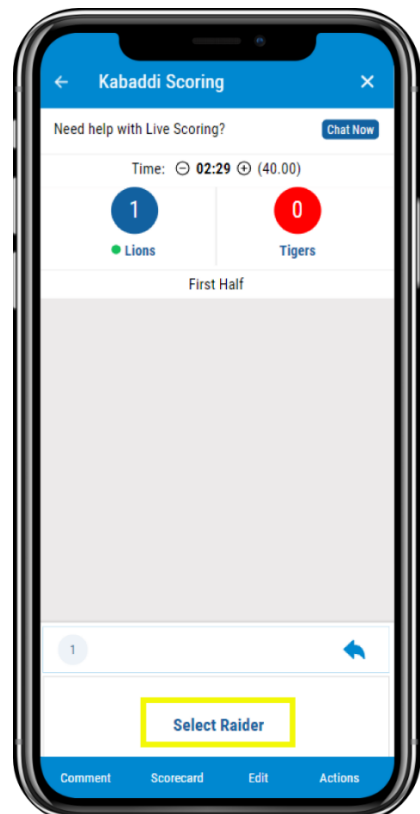 ← Kabaddi Scoring ×
Need help with Live Scoring? Chat Now
Time: ⊖ 02:29 ⊕ (40.00)
1 0
Lions Tigers
First Half
1
Select Raider
Comment Scorecard Edit Actions